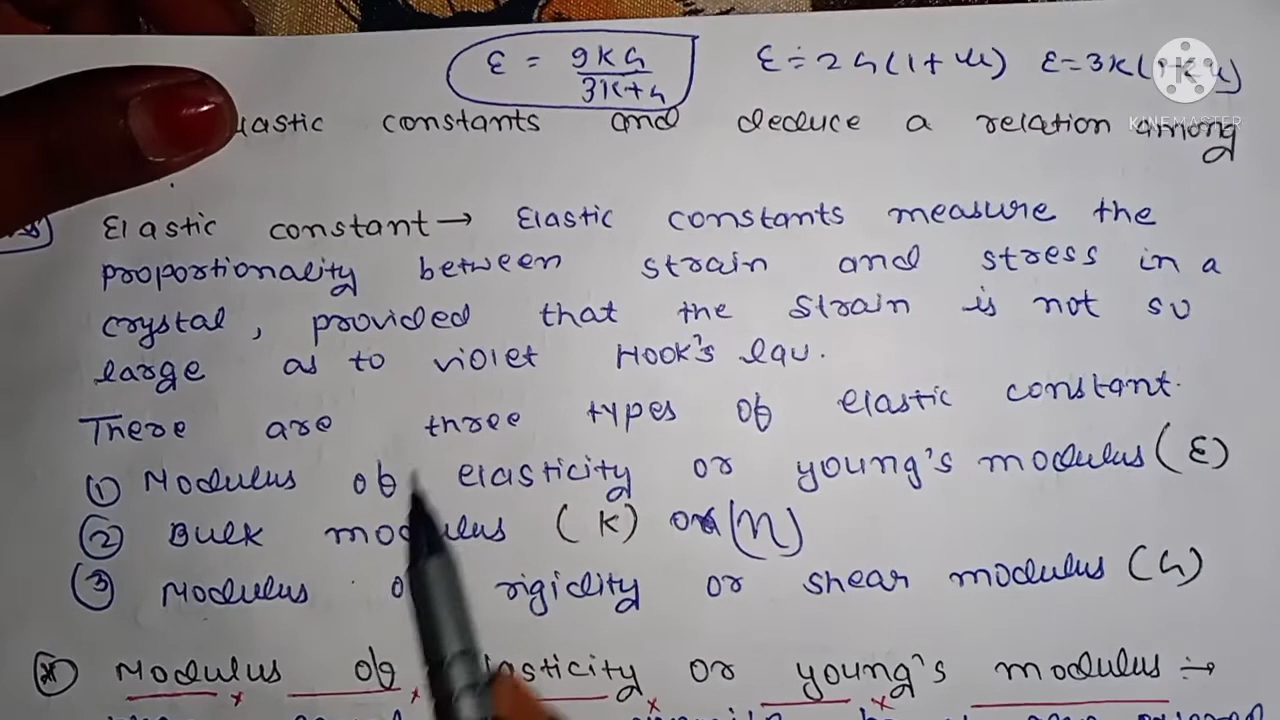 ε = 9KG/3K+G ε = 2G(1+μ) ε=3K(
constants and deduce a relation among
KINEMASTER
Elastic constant → Elastic constants measure the
proportionality between strain and stress in a
crystal, provided that the strain is not so
large as to violet Hook's equ.
There are three types of elastic constant.
① Modulus of elasticity or young's modulus (ε)
② Bulk modulus (K) or (N)
③ Modulus of rigidity or shear modulus (G)
Modulus of elasticity or young's modulus :→